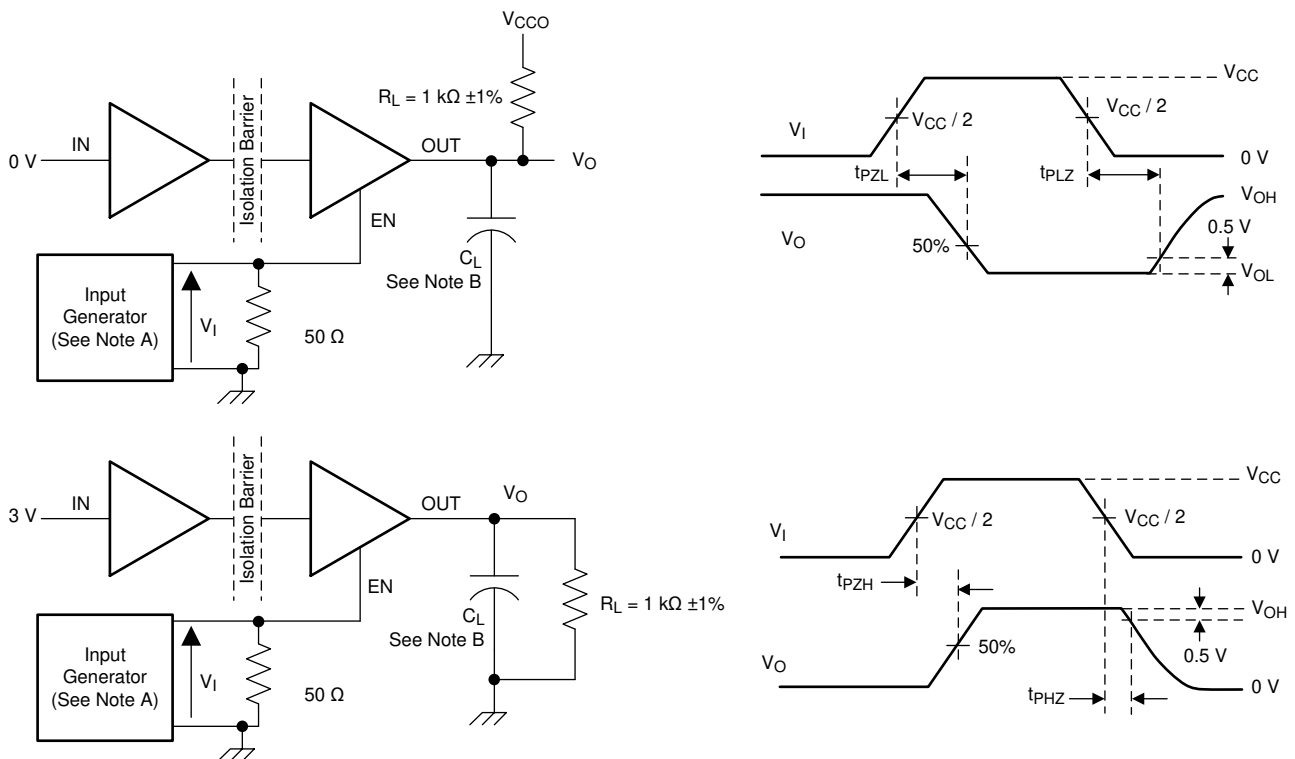 VCCO
RL = 1 kΩ ±1%
0 V
IN
Isolation Barrier
OUT
VO
EN
CL
See Note B
Input
Generator
(See Note A)
VI
50 Ω
VCC
VI
VCC / 2
VCC / 2
0 V
tPZL
tPLZ
VOH
0.5 V
VO
50%
VOL
3 V
IN
Isolation Barrier
OUT
VO
EN
CL
See Note B
RL = 1 kΩ ±1%
Input
Generator
(See Note A)
VI
50 Ω
VCC
VI
VCC / 2
VCC / 2
0 V
tPZH
VOH
0.5 V
VO
50%
tPHZ
0 V